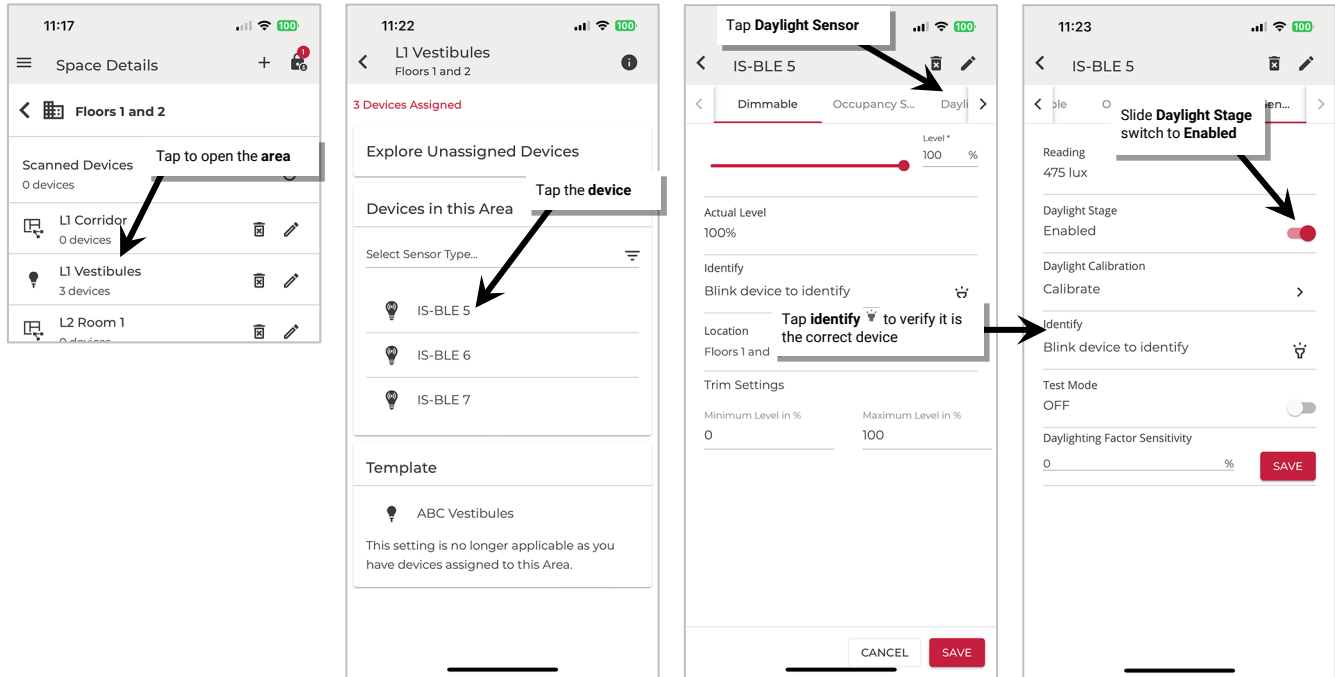 11:17
100
Space Details
1
Floors 1 and 2
Scanned Devices
0 devices
Tap to open the area
L1 Corridor
0 devices
L1 Vestibules
3 devices
L2 Room 1
0 devices
11:22
100
L1 Vestibules
Floors 1 and 2
3 Devices Assigned
Explore Unassigned Devices
Tap the device
Devices in this Area
Select Sensor Type...
IS-BLE 5
IS-BLE 6
IS-BLE 7
Template
ABC Vestibules
This setting is no longer applicable as you
have devices assigned to this Area.
Tap Daylight Sensor
100
IS-BLE 5
Dimmable Occupancy S... Dayli
Level *
100 %
Actual Level
100%
Identify
Blink device to identify
Tap identify to verify it is
the correct device
Location
Floors 1 and
Trim Settings
Minimum Level in % Maximum Level in %
0 100
CANCEL SAVE
11:23
100
IS-BLE 5
ble O en...
Slide Daylight Stage
switch to Enabled
Reading
475 lux
Daylight Stage
Enabled
Daylight Calibration
Calibrate
Identify
Blink device to identify
Test Mode
OFF
Daylighting Factor Sensitivity
0 %
SAVE